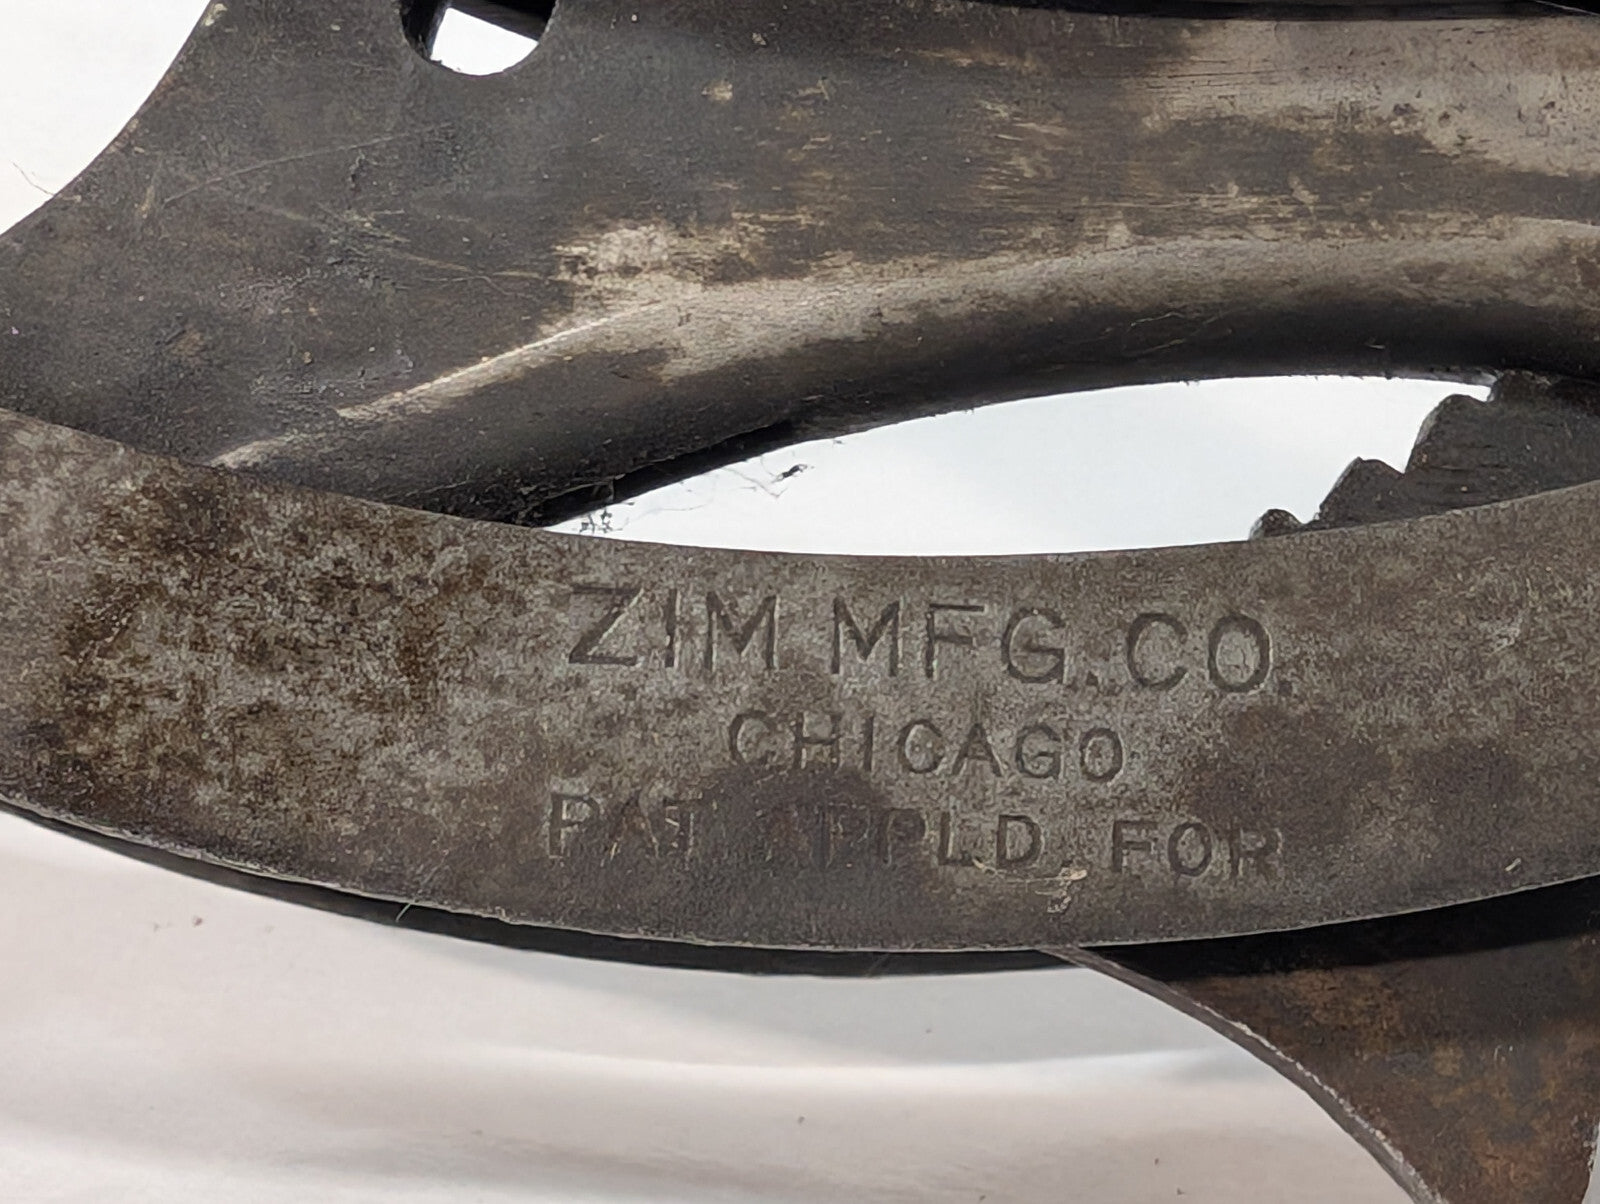 ZIM MFG. CO.
CHICAGO
PAT APPLD. FOR